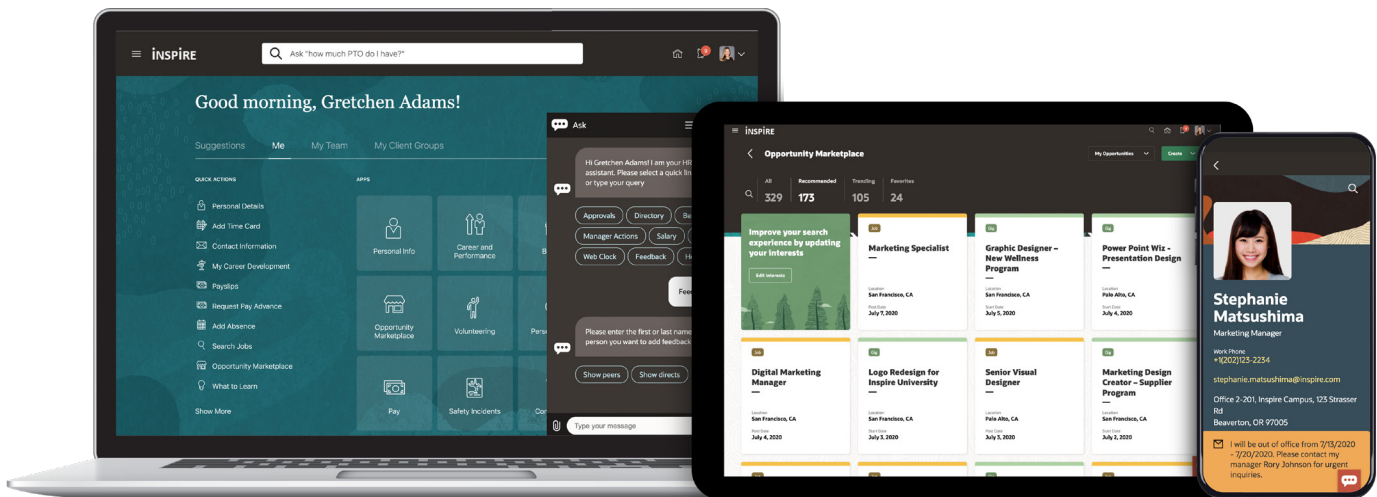 INSPIRE
Ask "how much PTO do I have?"
Good morning, Gretchen Adams!
Suggestions
Me
My Team
My Client Groups
QUICK ACTIONS
Personal Details
Add Time Card
Contact Information
My Career Development
Payslips
Request Pay Advance
Add Absence
Search Jobs
Opportunity Marketplace
What to Learn
Show More
APPS
Personal Info
Career and
Performance
Opportunity
Marketplace
Volunteering
Pay
Safety Incidents
Ask
Hi Gretchen Adams! I am your HR
assistant. Please select a quick
or type your query
Approvals
Directory
Manager Actions
Salary
Web Clock
Feedback
Please enter the first or last name
person you want to add feedback
Show peers
Show directs
Type your message
INSPIRE
Opportunity Marketplace
My Opportunities
Create
All
329
Recommended
173
Trending
105
Favorites
24
Improve your search
experience by updating
your interests
Edit interests
Job
Marketing Specialist
Location
San Francisco, CA
Post Date
July 7, 2020
Gig
Graphic Designer –
New Wellness
Program
Location
San Francisco, CA
Start Date
July 5, 2020
Gig
Power Point Wiz -
Presentation Design
Location
Palo Alto, CA
Start Date
July 4, 2020
Job
Digital Marketing
Manager
Location
San Francisco, CA
Post Date
July 4, 2020
Gig
Logo Redesign for
Inspire University
Location
San Francisco, CA
Start Date
July 3, 2020
Job
Senior Visual
Designer
Location
Palo Alto, CA
Post Date
July 3, 2020
Gig
Marketing Design
Creator – Supplier
Program
Location
San Francisco, CA
Start Date
July 2, 2020
Stephanie
Matsushima
Marketing Manager
Work Phone
+1(202)123-2234
stephanie.matsushima@inspire.com
Office 2-201, Inspire Campus, 123 Strasser
Rd
Beaverton, OR 97005
I will be out of office from 7/13/2020
- 7/20/2020. Please contact my
manager Rory Johnson for urgent
inquiries.